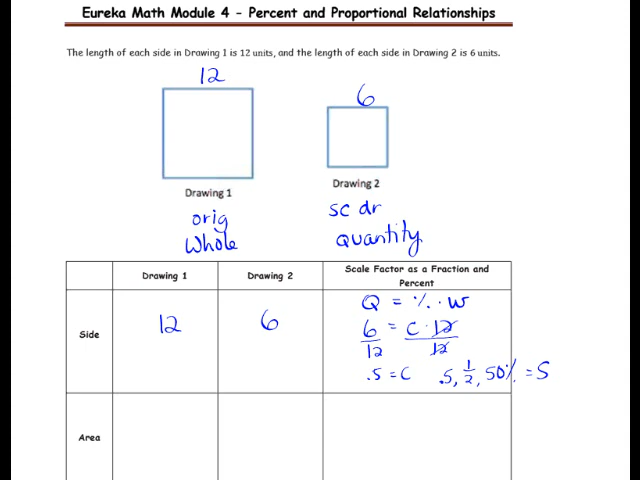 Eureka Math Module 4 - Percent and Proportional Relationships
The length of each side in Drawing 1 is 12 units, and the length of each side in Drawing 2 is 6 units.
12
6
Drawing 1
Drawing 2
orig
Whole
sc dr
Quantity
Drawing 1 Drawing 2 Scale Factor as a Fraction and
Percent
Side 12 6
Q = % · W
6 = C · 12
12 12
.5 = C .5, 1/2, 50% = S
Area